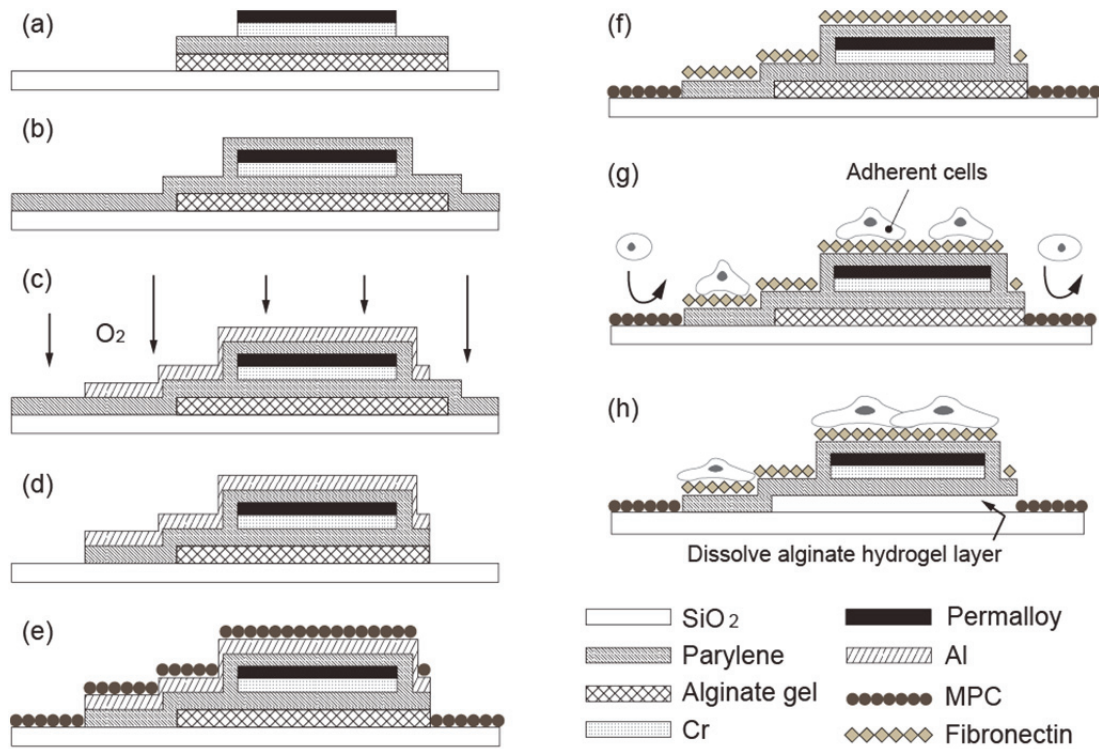 (a)
(b)
(c)
O2
(d)
(e)
(f)
(g)
Adherent cells
(h)
Dissolve alginate hydrogel layer
SiO2
Permalloy
Parylene
Al
Alginate gel
MPC
Cr
Fibronectin